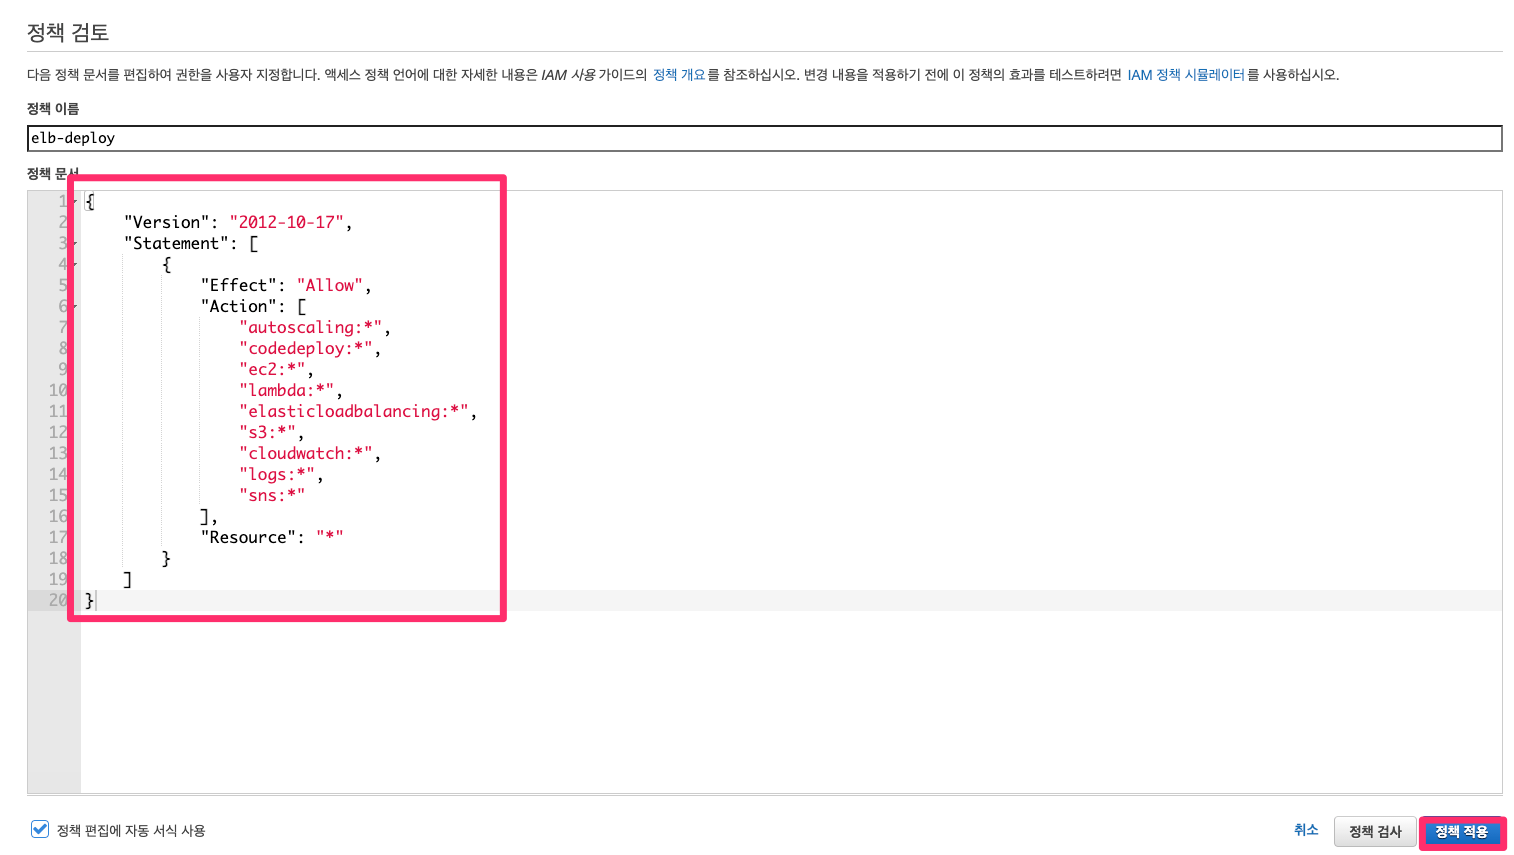 정책 검토
다음 정책 문서를 편집하여 권한을 사용자 지정합니다. 액세스 정책 언어에 대한 자세한 내용은 IAM 사용 가이드의 정책 개요를 참조하십시오. 변경 내용을 적용하기 전에 이 정책의 효과를 테스트하려면 IAM 정책 시뮬레이터를 사용하십시오.
정책 이름
elb-deploy
정책 문서
1 {
2     "Version": "2012-10-17",
3     "Statement": [
4         {
5             "Effect": "Allow",
6             "Action": [
7                 "autoscaling:*",
8                 "codedeploy:*",
9                 "ec2:*",
10                 "lambda:*",
11                 "elasticloadbalancing:*",
12                 "s3:*",
13                 "cloudwatch:*",
14                 "logs:*",
15                 "sns:*"
16             ],
17             "Resource": "*"
18         }
19     ]
20 }
정책 편집에 자동 서식 사용
취소 정책 검사 정책 적용